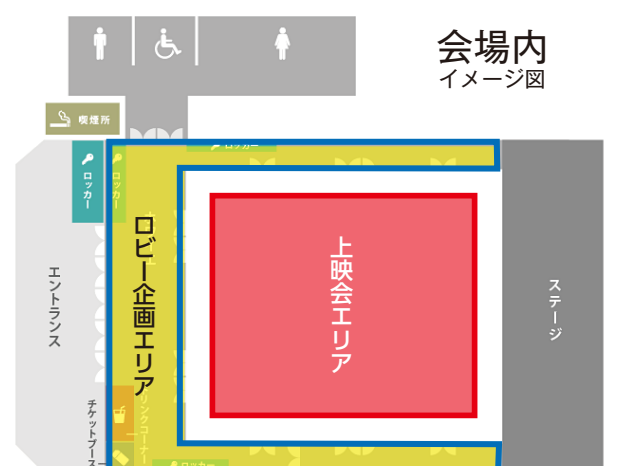 会場内
イメージ図
喫煙所
ロッカー
ロッカー
ロッカー
ロビー企画エリア
上映会エリア
ステージ
エントランス
チケットブース
リンクコーナー
ロッカー